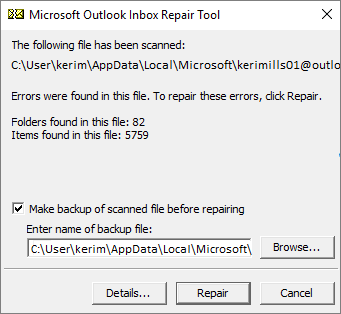 Microsoft Outlook Inbox Repair Tool
The following file has been scanned:
C:\User\kerim\AppData\Local\Microsoft\kerimills01@outlo
Errors were found in this file. To repair these errors, click Repair.
Folders found in this file: 82
Items found in this file: 5759
Make backup of scanned file before repairing
Enter name of backup file:
C:\User\kerim\AppData\Local\Microsoft\
Browse...
Details...
Repair
Cancel